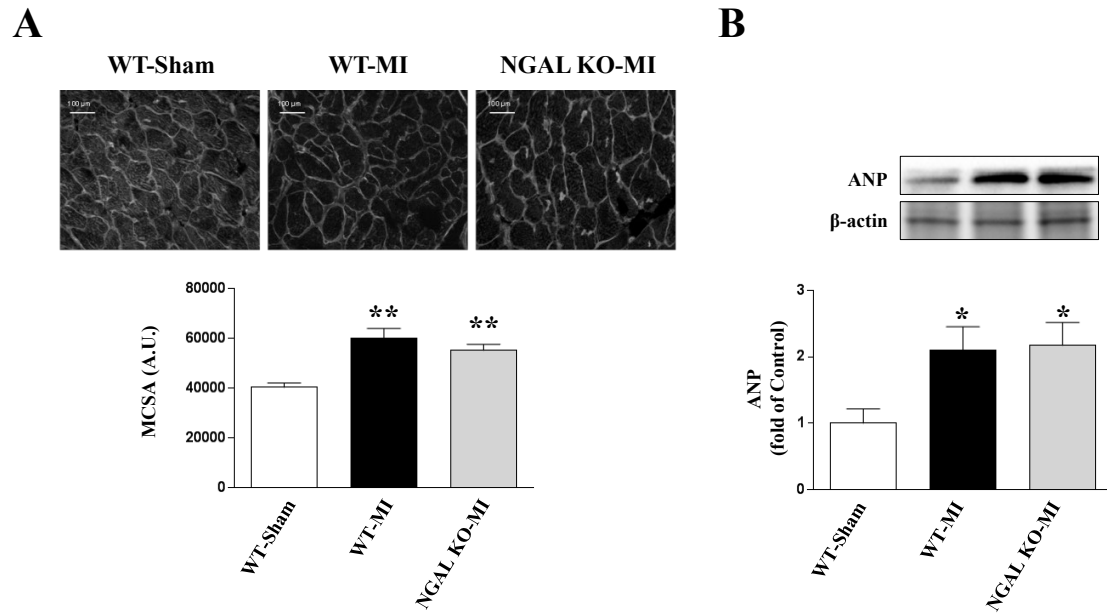 A
B
WT-Sham
WT-MI
NGAL KO-MI
100 µm
100 µm
100 µm
ANP
β-actin
80000
60000
40000
20000
0
MCSA (A.U.)
**
**
WT-Sham
WT-MI
NGAL KO-MI
3
2
1
0
ANP
(fold of Control)
*
*
WT-Sham
WT-MI
NGAL KO-MI